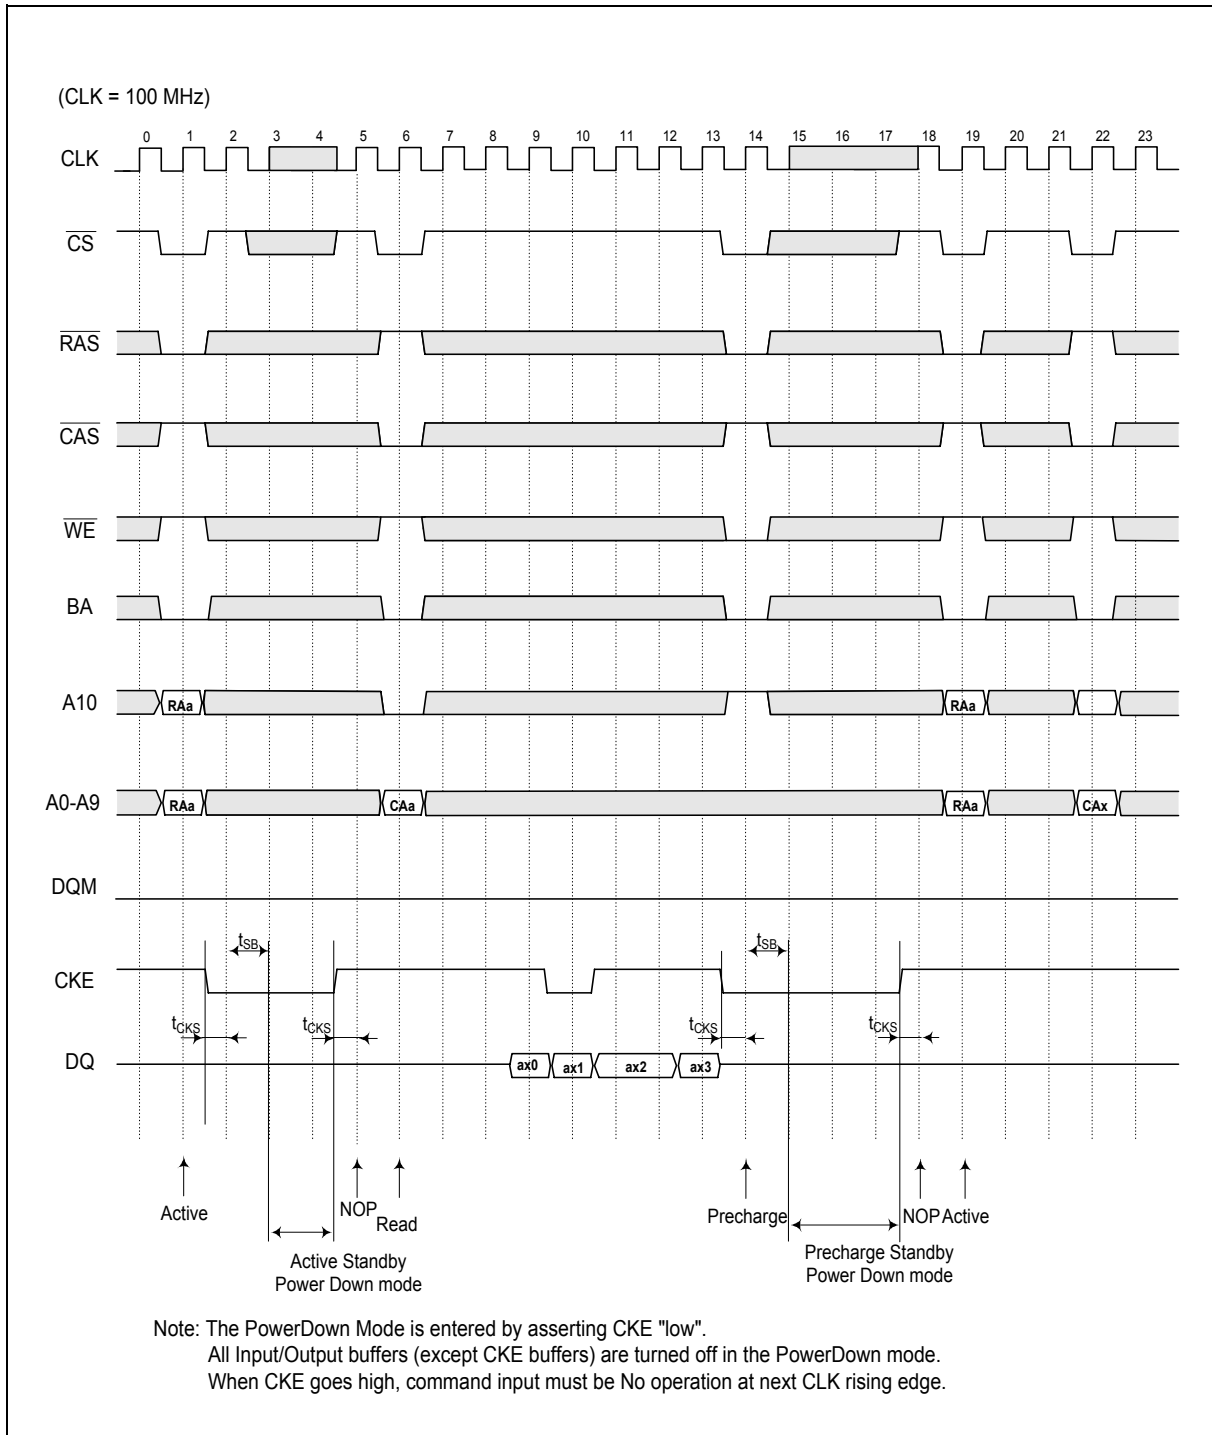 (CLK = 100 MHz)
0 1 2 3 4 5 6 7 8 9 10 11 12 13 14 15 16 17 18 19 20 21 22 23
CLK
CS
RAS
CAS
WE
BA
A10 RAa RAa
A0-A9 RAa CAa RAa CAx
DQM
tSB tSB
CKE
tCKS tCKS tCKS tCKS
DQ ax0 ax1 ax2 ax3
Active NOP Read Precharge NOP Active
Active Standby
Power Down mode
Precharge Standby
Power Down mode
Note: The PowerDown Mode is entered by asserting CKE "low".
All Input/Output buffers (except CKE buffers) are turned off in the PowerDown mode.
When CKE goes high, command input must be No operation at next CLK rising edge.